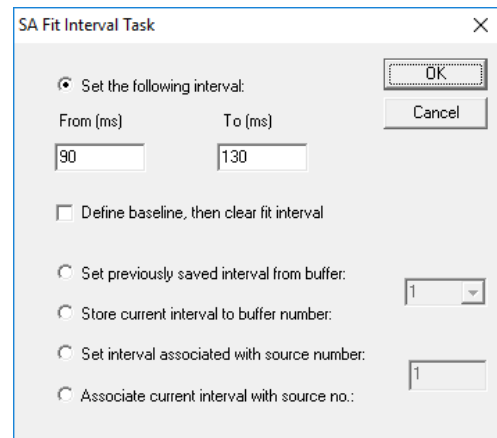 SA Fit Interval Task
OK
Set the following interval:
Cancel
From (ms) To (ms)
90 130
Define baseline, then clear fit interval
Set previously saved interval from buffer:
1
Store current interval to buffer number:
Set interval associated with source number:
1
Associate current interval with source no.: